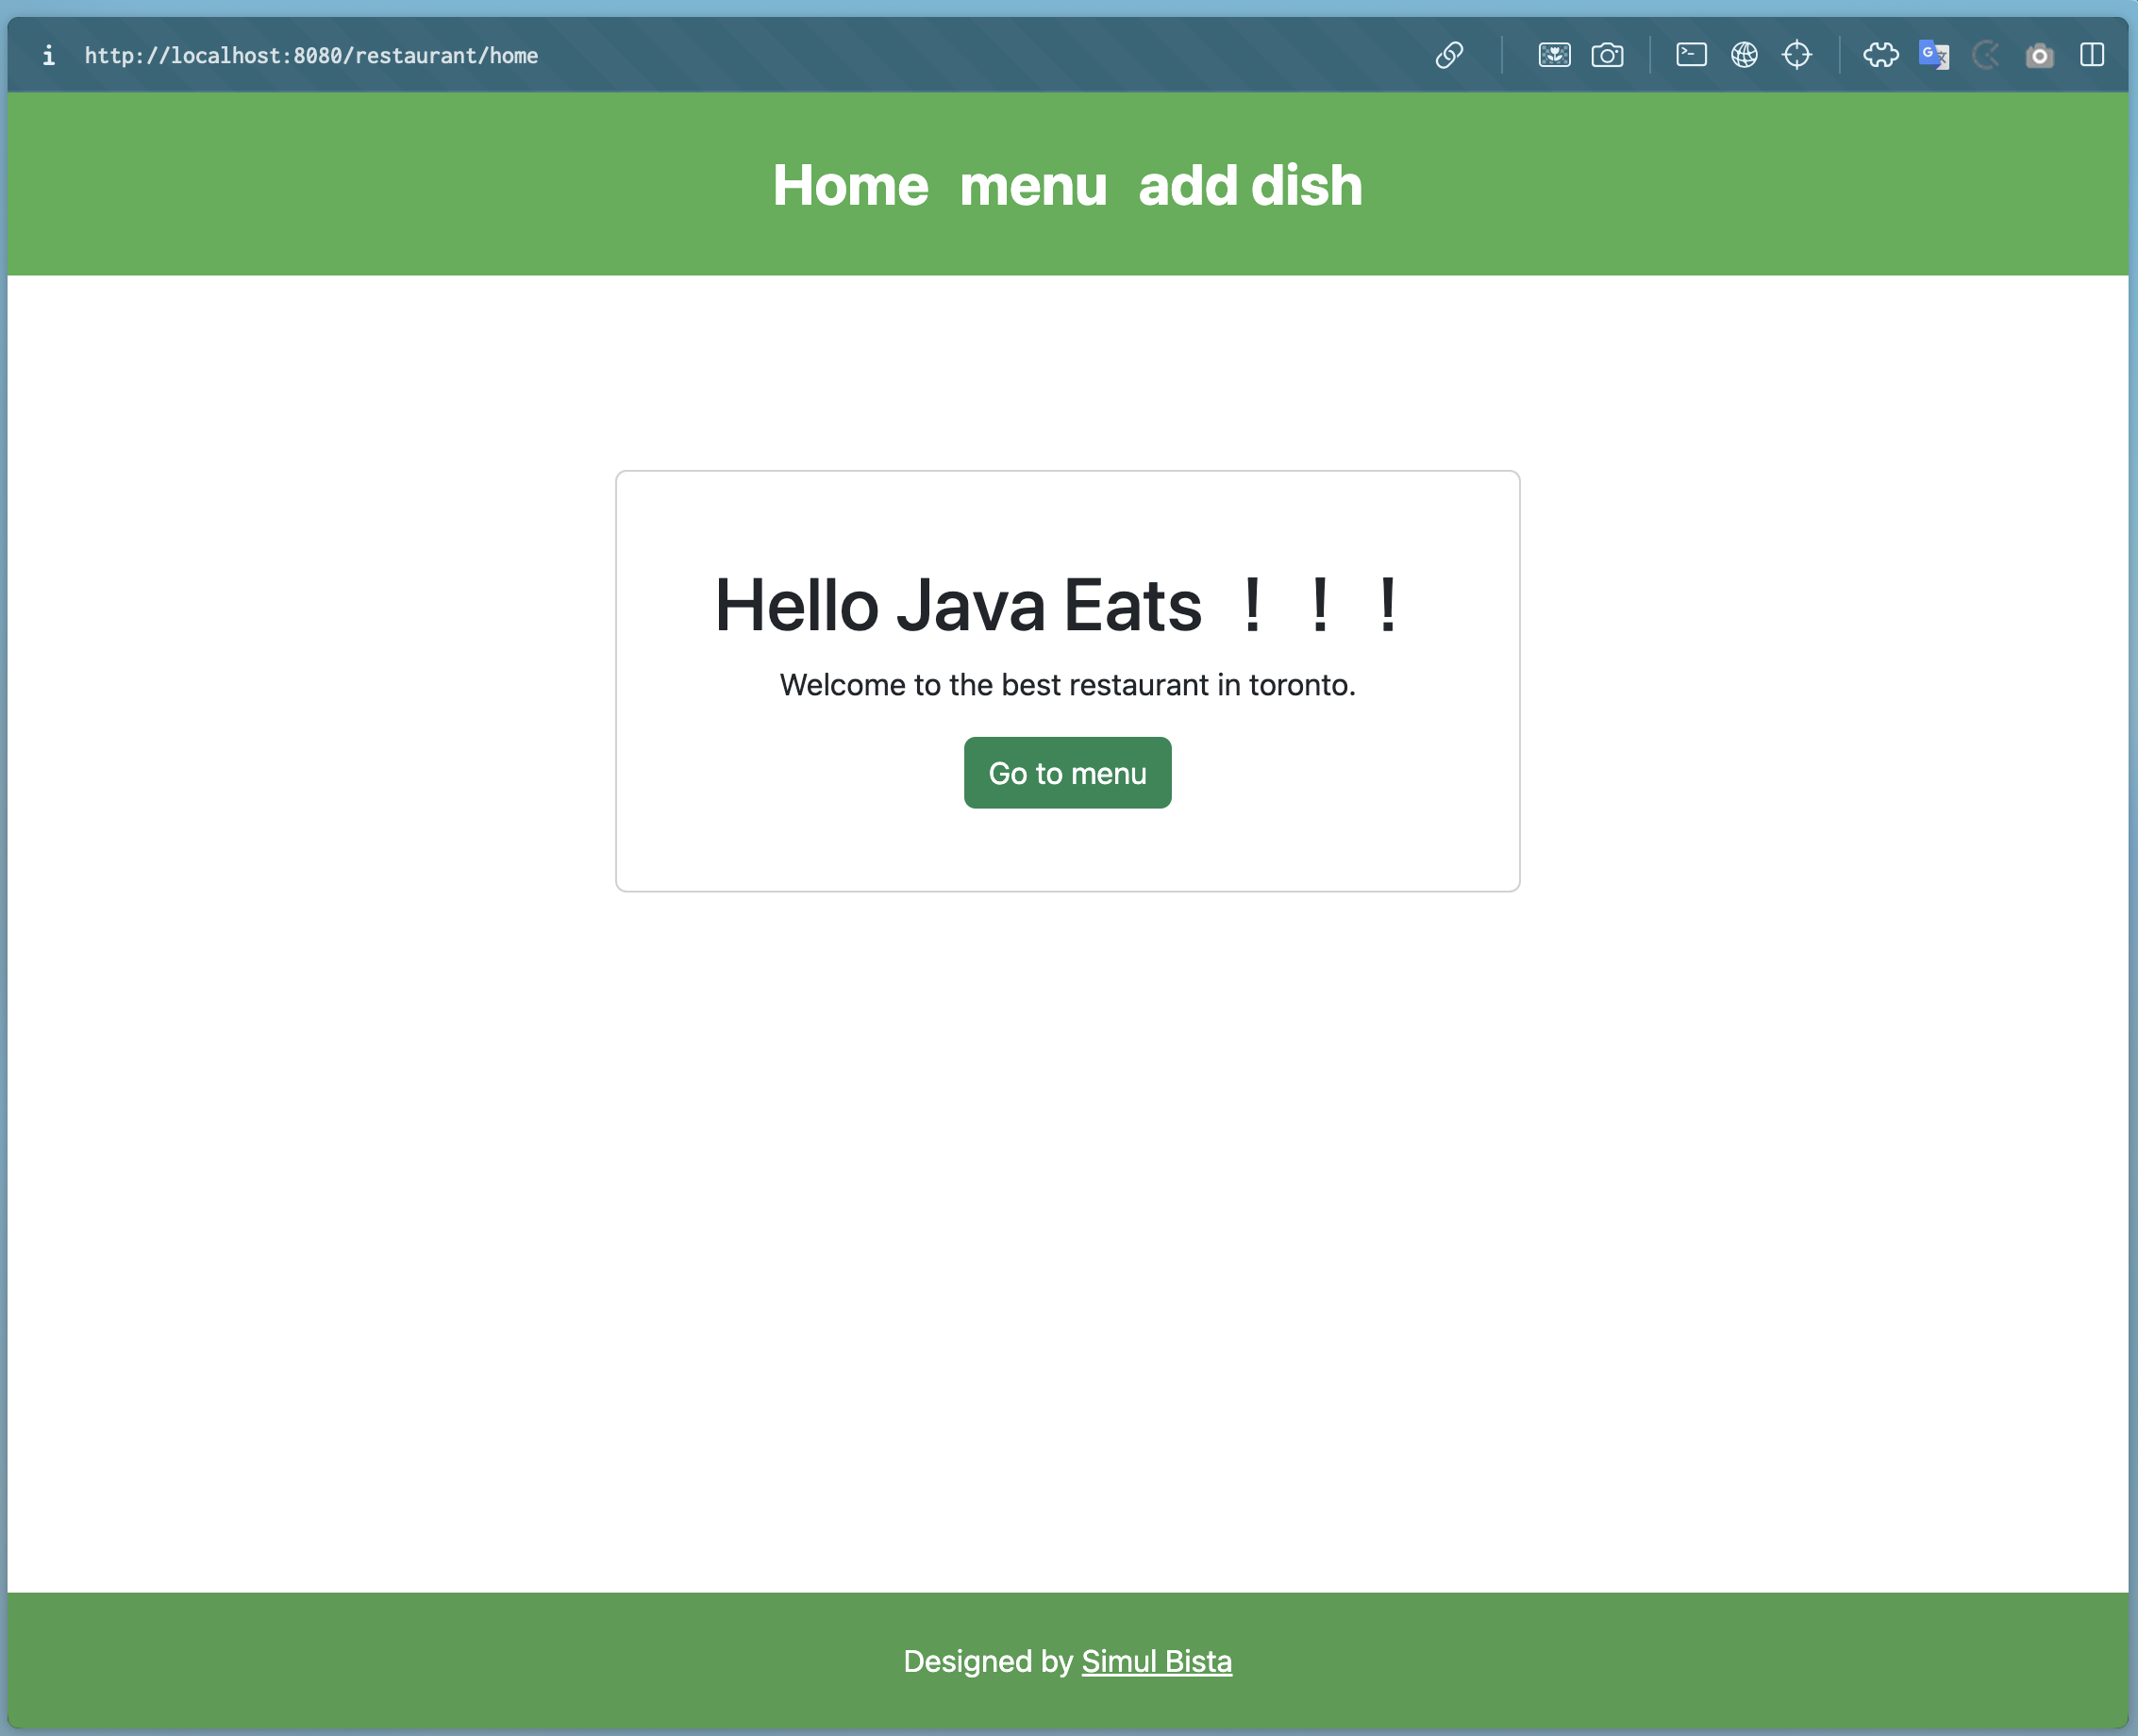 http://localhost:8080/restaurant/home
Home menu add dish
Hello Java Eats ！！！
Welcome to the best restaurant in toronto.
Go to menu
Designed by Simul Bista